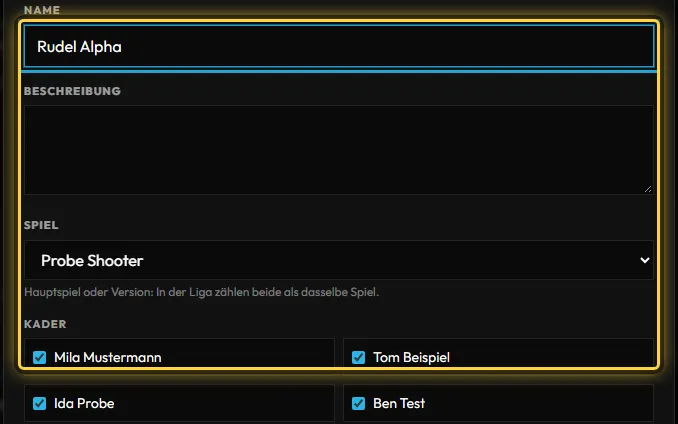 NAME
Rudel Alpha
BESCHREIBUNG
SPIEL
Probe Shooter
Hauptspiel oder Version: In der Liga zählen beide als dasselbe Spiel.
KADER
Mila Mustermann
Tom Beispiel
Ida Probe
Ben Test